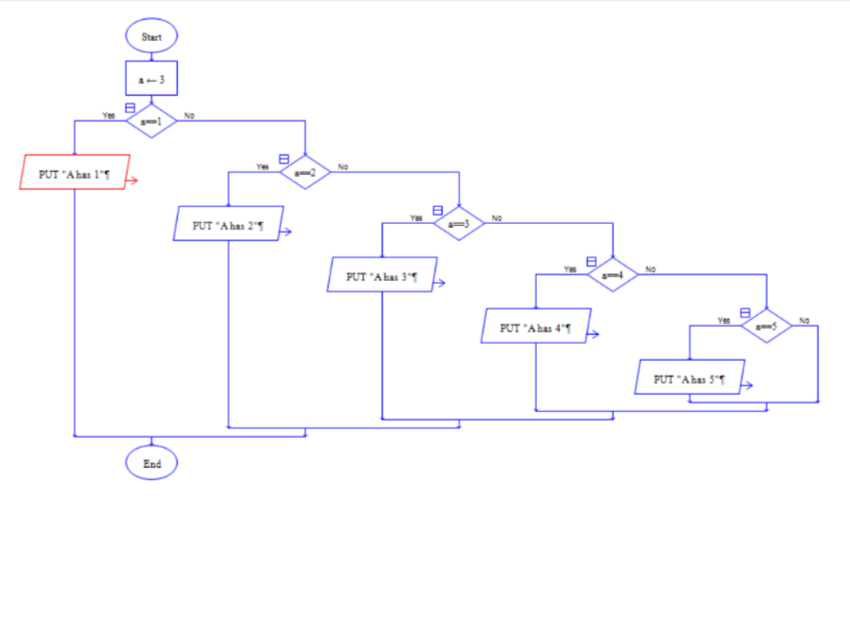 Start
a ← 3
Yes
a==1
No
PUT "A has 1"¶
Yes
a==2
No
PUT "A has 2"¶
Yes
a==3
No
PUT "A has 3"¶
Yes
a==4
No
PUT "A has 4"¶
Yes
a==5
No
PUT "A has 5"¶
End